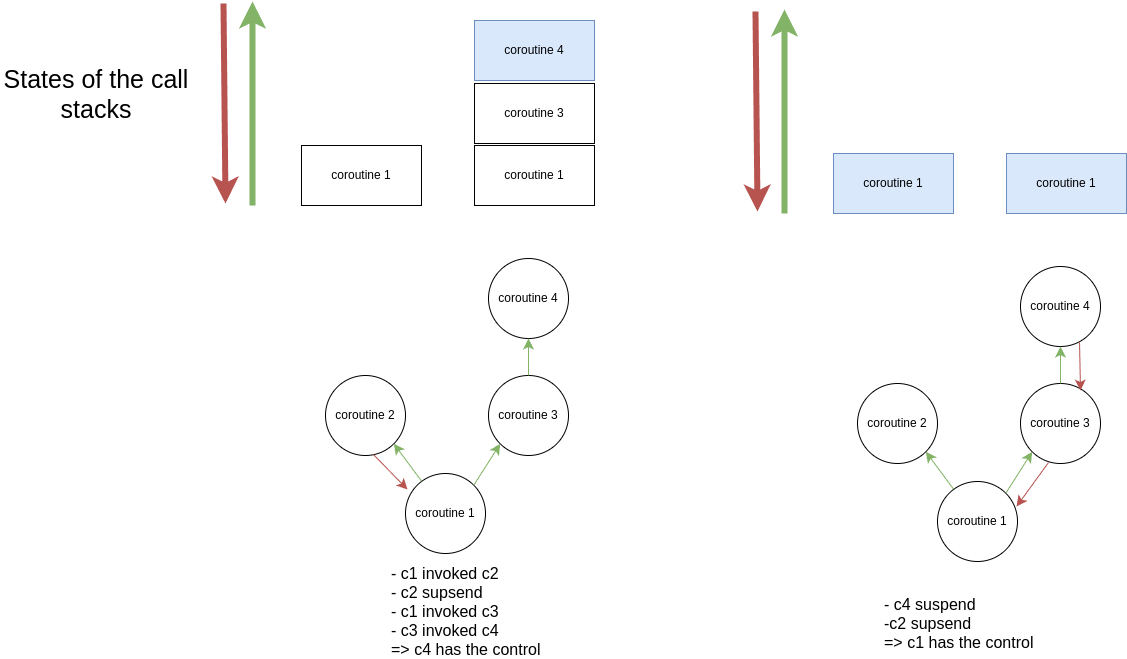 States of the call
stacks
coroutine 4
coroutine 3
coroutine 1
coroutine 1
coroutine 1
coroutine 1
coroutine 4
coroutine 2
coroutine 3
coroutine 1
- c1 invoked c2
- c2 supsend
- c1 invoked c3
- c3 invoked c4
=> c4 has the control
coroutine 4
coroutine 2
coroutine 3
coroutine 1
- c4 suspend
-c2 supsend
=> c1 has the control